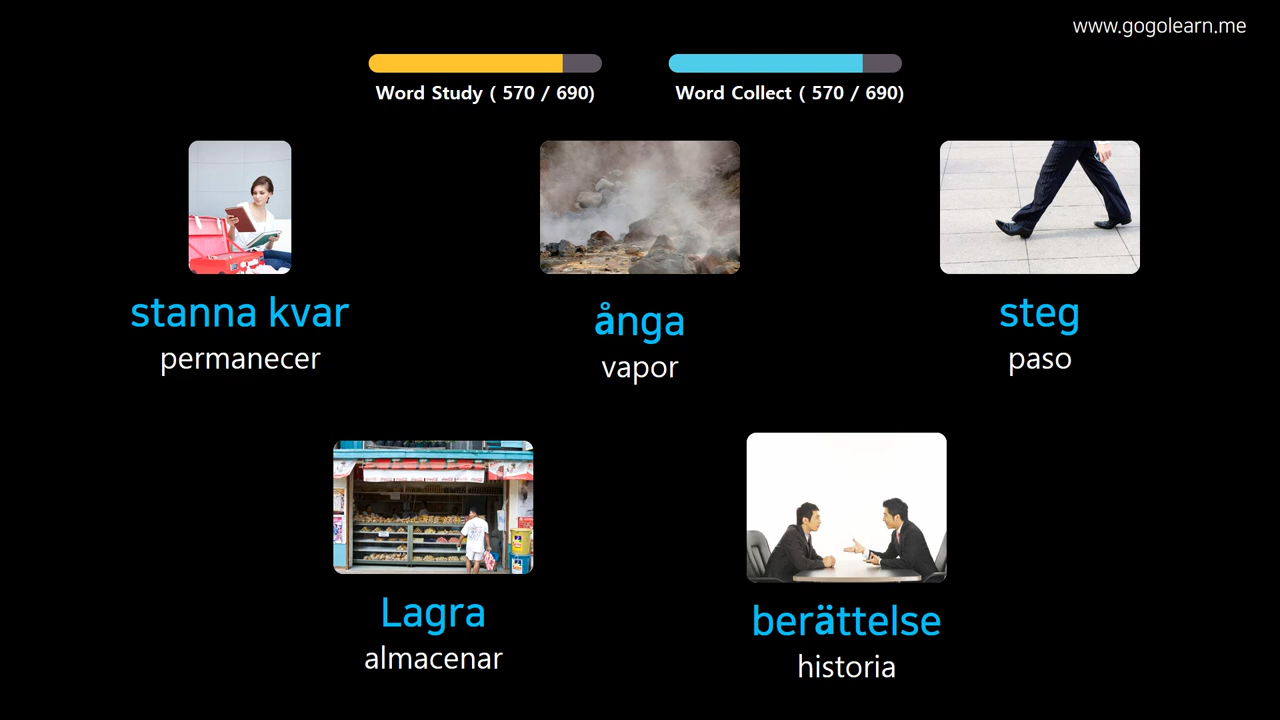 www.gogolearn.me
Word Study ( 570 / 690)
Word Collect ( 570 / 690)
stanna kvar
permanecer
ånga
vapor
steg
paso
Lagra
almacenar
berättelse
historia